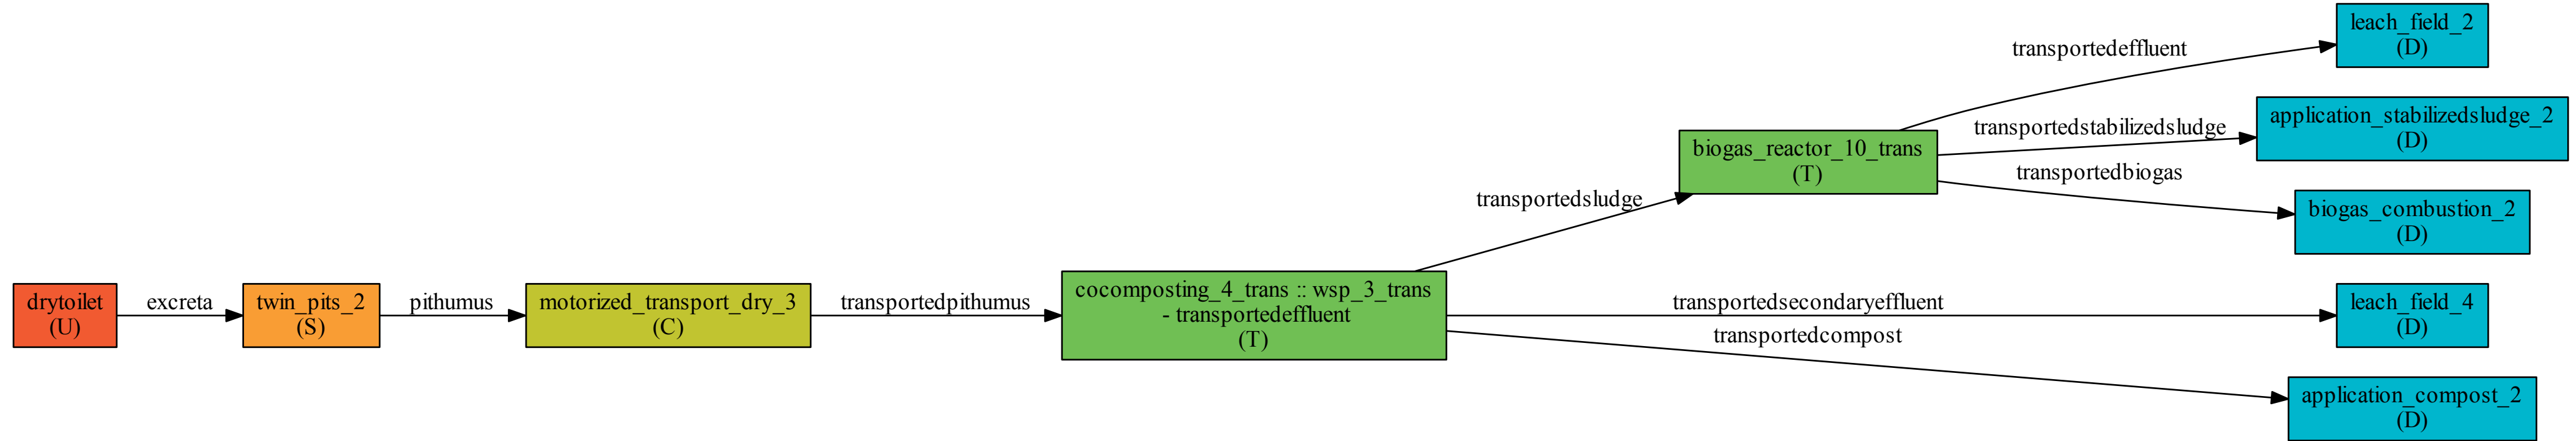 drytoilet
(U)
excreta
twin_pits_2
(S)
pithumus
motorized_transport_dry_3
(C)
transportedpithumus
cocomposting_4_trans :: wsp_3_trans
- transportedeffluent
(T)
transportedsludge
transportedsecondaryeffluent
transportedcompost
biogas_reactor_10_trans
(T)
transportedeffluent
transportedstabilizedsludge
transportedbiogas
leach_field_2
(D)
application_stabilizedsludge_2
(D)
biogas_combustion_2
(D)
leach_field_4
(D)
application_compost_2
(D)